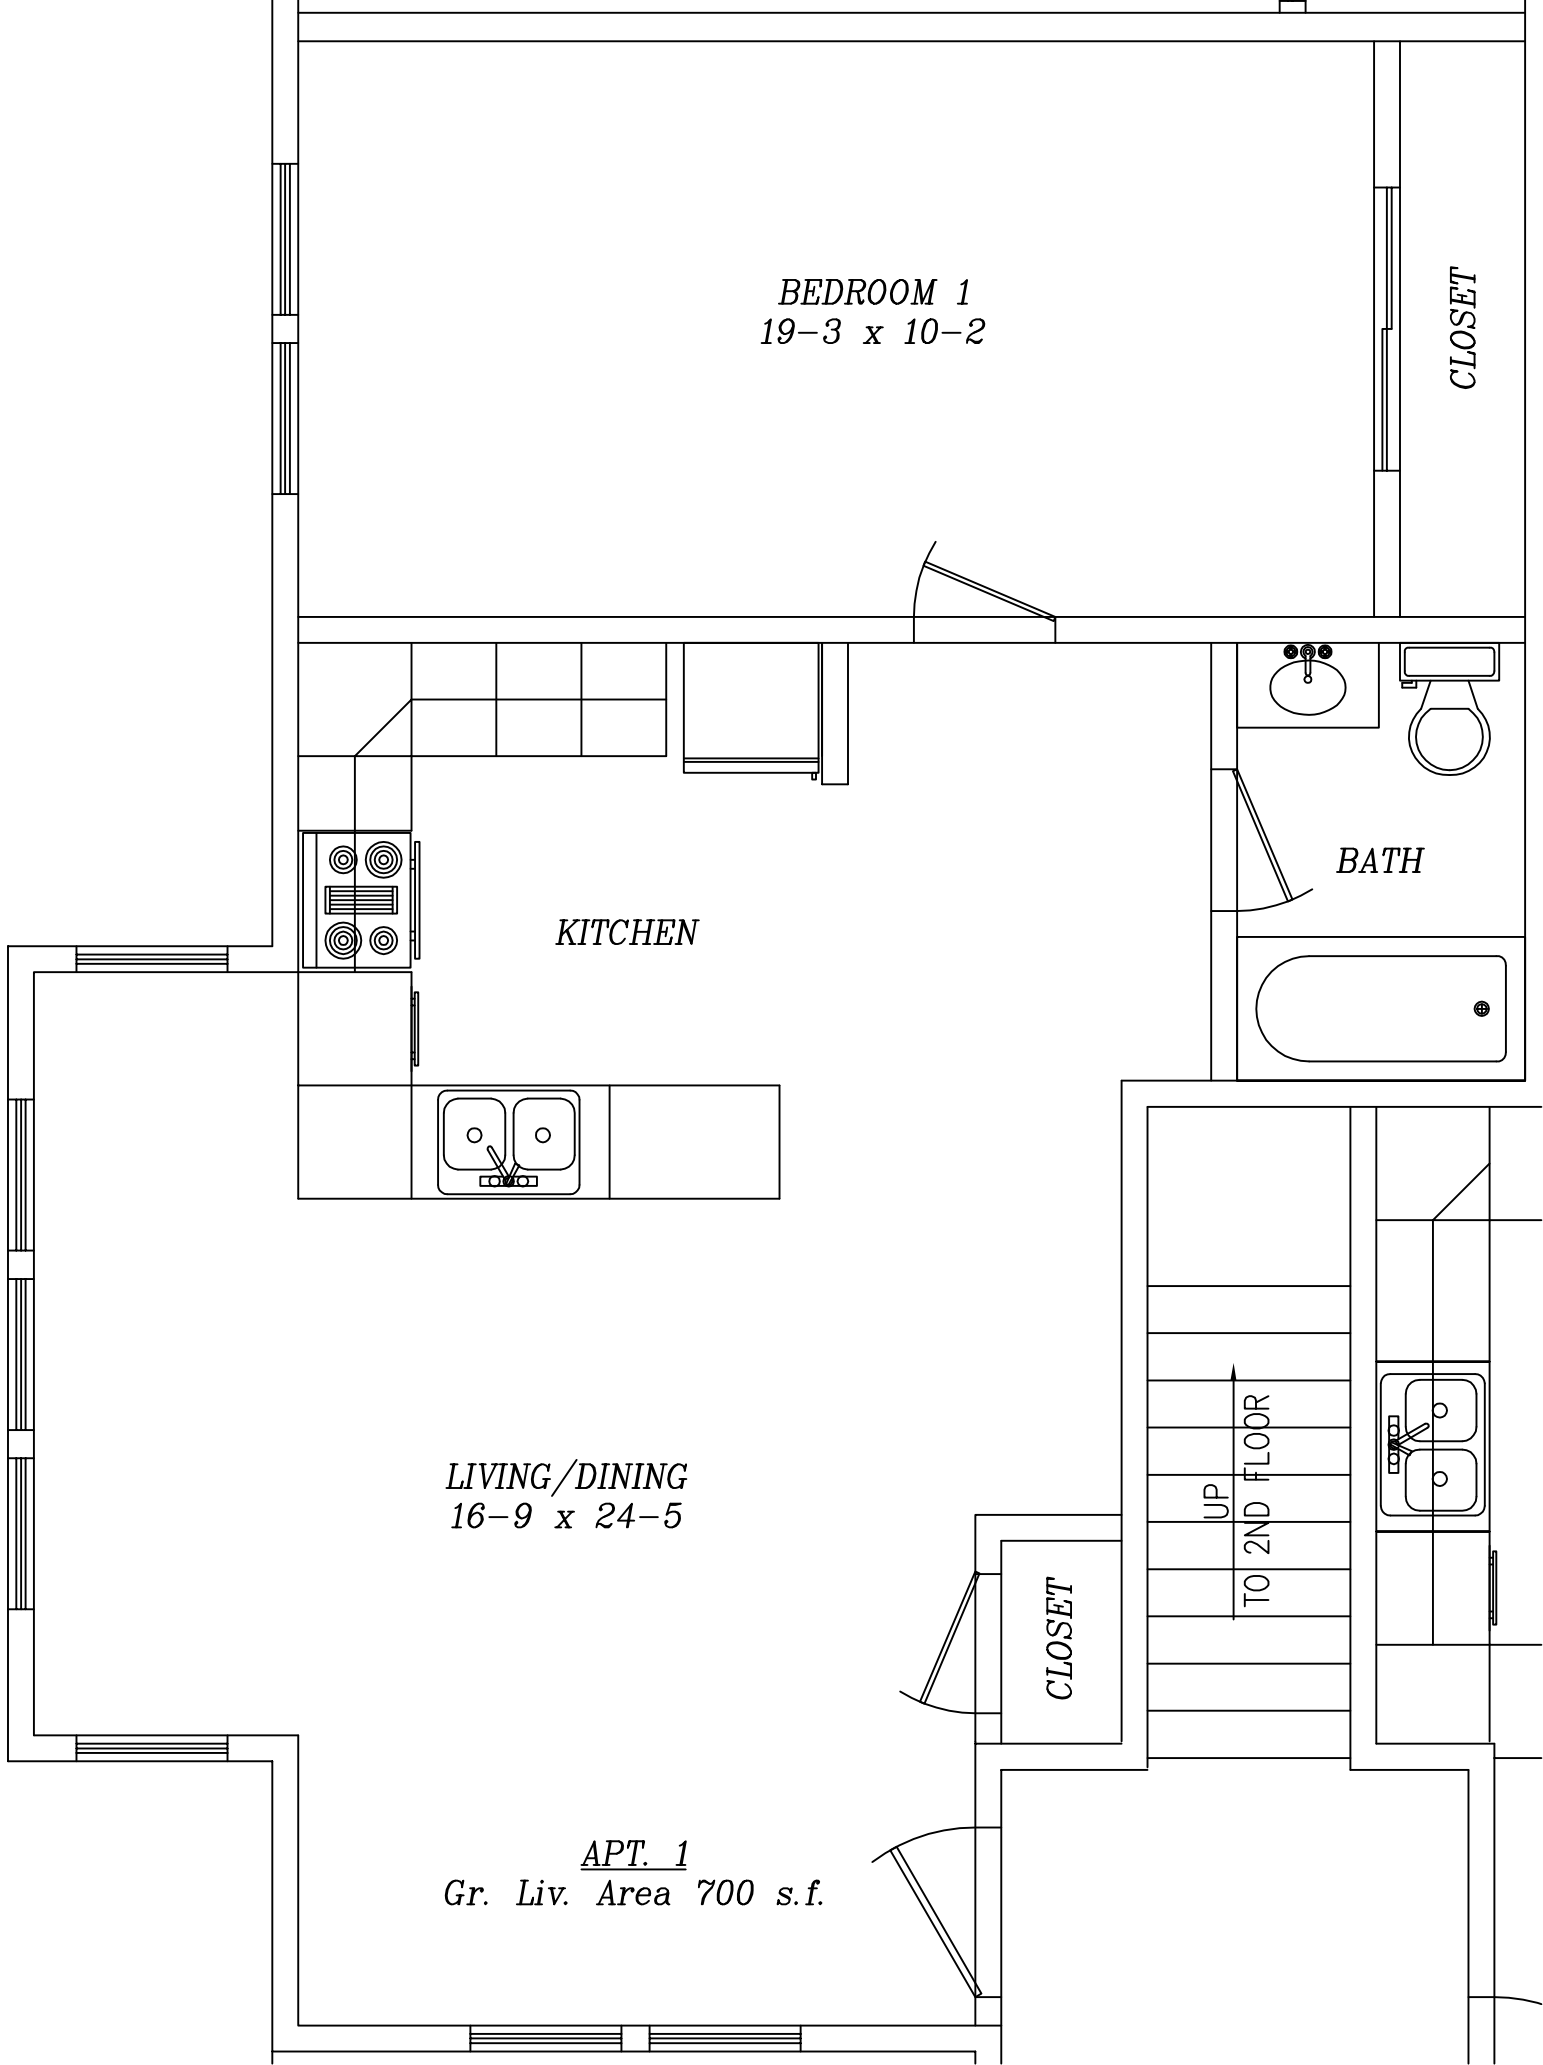 BEDROOM 1
19-3 x 10-2
CLOSET
BATH
KITCHEN
LIVING/DINING
16-9 x 24-5
UP
TO 2ND FLOOR
CLOSET
APT. 1
Gr. Liv. Area 700 s.f.